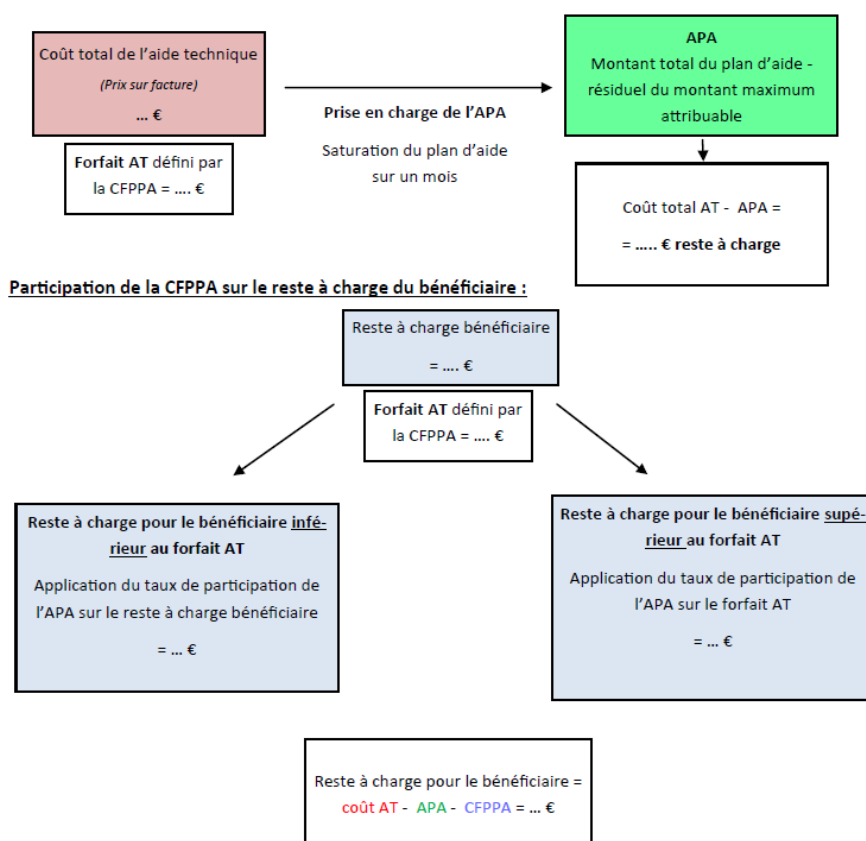 Coût total de l'aide technique
(Prix sur facture)
... €
Forfait AT défini par
la CFPPA = .... €
Prise en charge de l'APA
Saturation du plan d'aide
sur un mois
APA
Montant total du plan d'aide -
résiduel du montant maximum
attribuable
Coût total AT - APA =
= ..... € reste à charge
Participation de la CFPPA sur le reste à charge du bénéficiaire :
Reste à charge bénéficiaire
= .... €
Forfait AT défini par
la CFPPA = .... €
Reste à charge pour le bénéficiaire infé-
rieur au forfait AT
Application du taux de participation de
l'APA sur le reste à charge bénéficiaire
= ... €
Reste à charge pour le bénéficiaire supé-
rieur au forfait AT
Application du taux de participation de
l'APA sur le forfait AT
= ... €
Reste à charge pour le bénéficiaire =
coût AT - APA - CFPPA = ... €